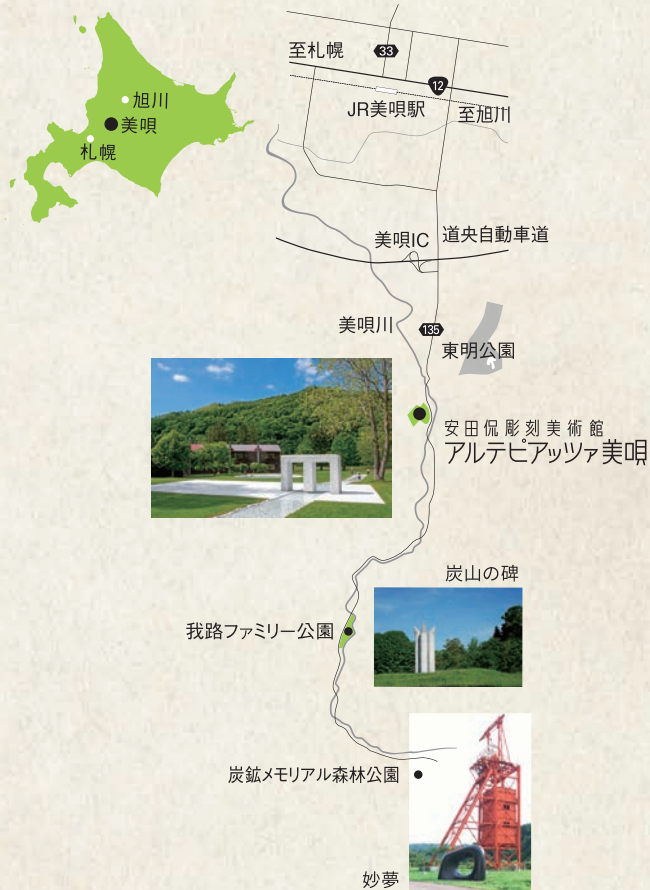 旭川
美唄
札幌
至札幌
33
12
JR美唄駅
至旭川
美唄IC
道央自動車道
美唄川
135
東明公園
安田侃彫刻美術館
アルテピアッツァ美唄
炭山の碑
我路ファミリー公園
炭鉱メモリアル森林公園
妙夢